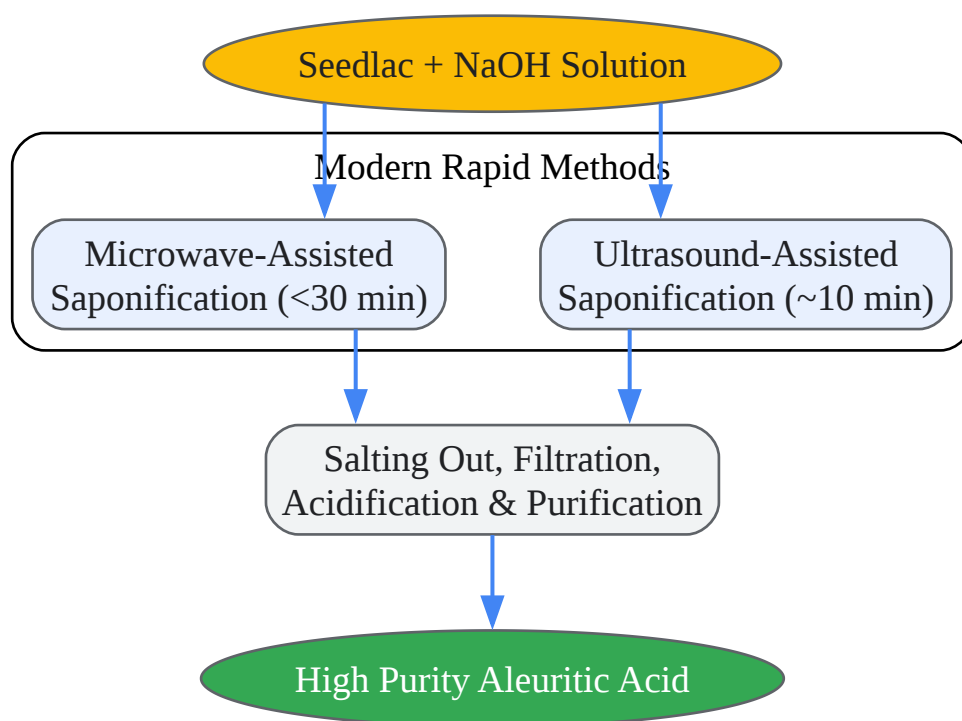 Seedlac + NaOH Solution
Modern Rapid Methods
Microwave-Assisted
Saponification (<30 min)
Ultrasound-Assisted
Saponification (~10 min)
Salting Out, Filtration,
Acidification & Purification
High Purity Aleuritic Acid